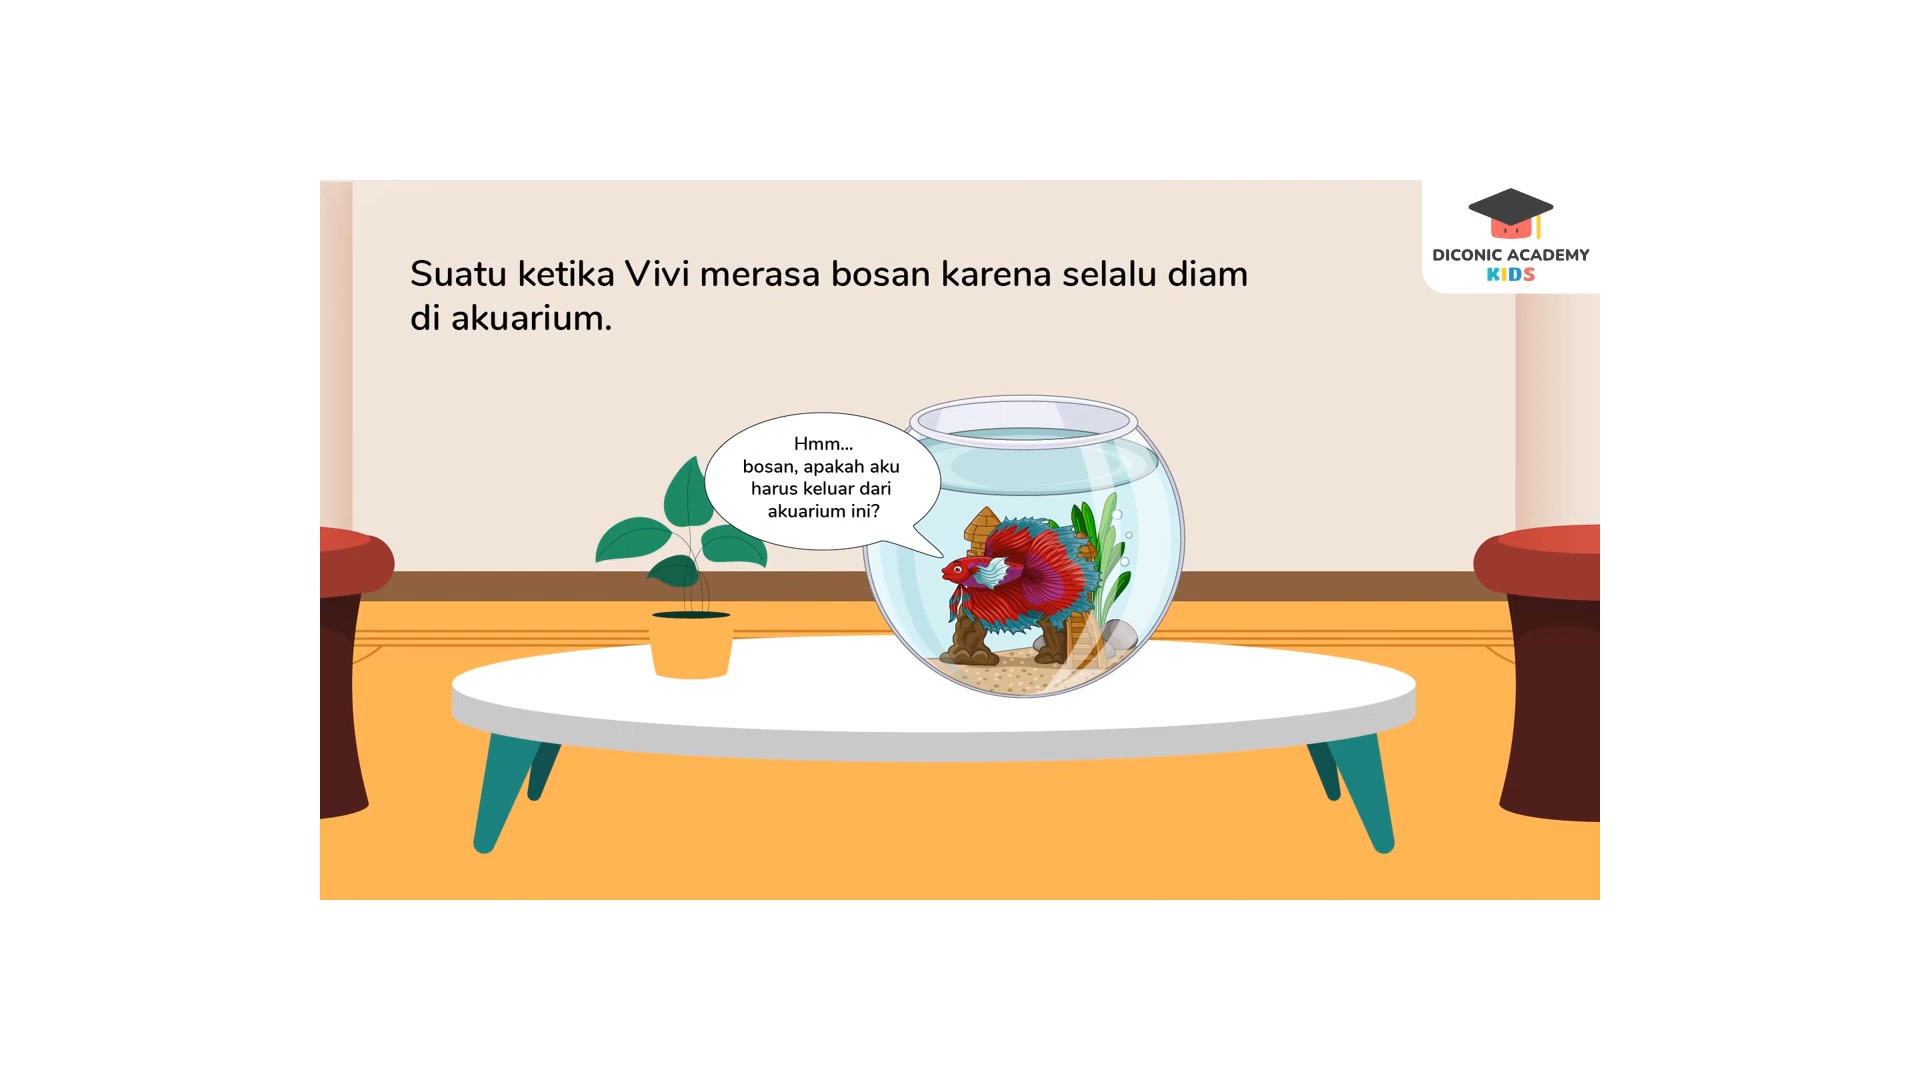 Suatu ketika Vivi merasa bosan karena selalu diam
di akuarium.
DICONIC ACADEMY
KIDS
Hmm...
bosan, apakah aku
harus keluar dari
akuarium ini?